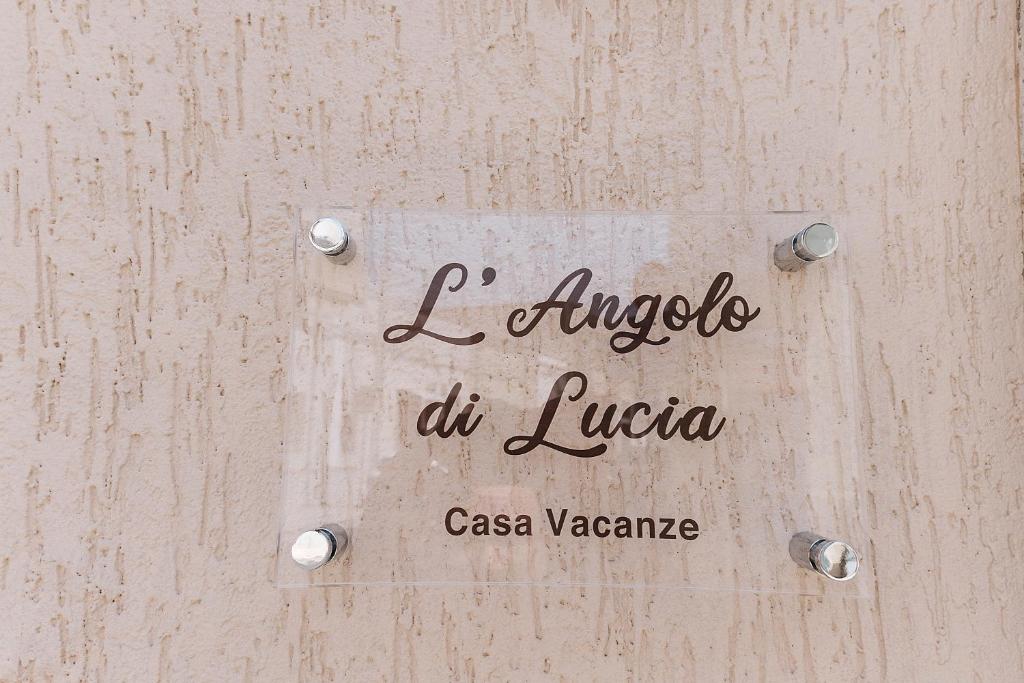 L' Angolo
di Lucia
Casa Vacanze